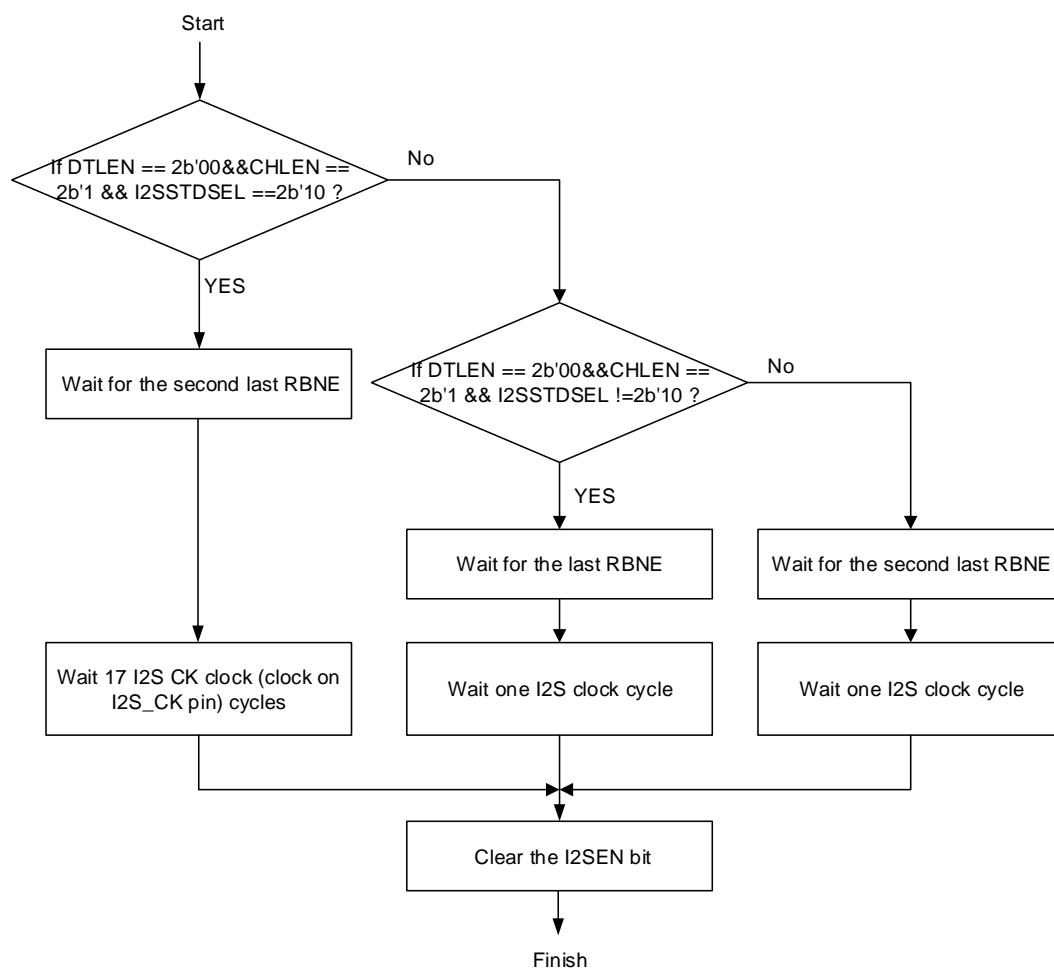 Start
If DTLEN == 2b'00&&CHLEN ==
2b'1 && I2SSTDSEL ==2b'10 ?
No
YES
Wait for the second last RBNE
If DTLEN == 2b'00&&CHLEN ==
2b'1 && I2SSTDSEL !=2b'10 ?
No
YES
Wait for the last RBNE
Wait for the second last RBNE
Wait 17 I2S CK clock (clock on
I2S_CK pin) cycles
Wait one I2S clock cycle
Wait one I2S clock cycle
Clear the I2SEN bit
Finish